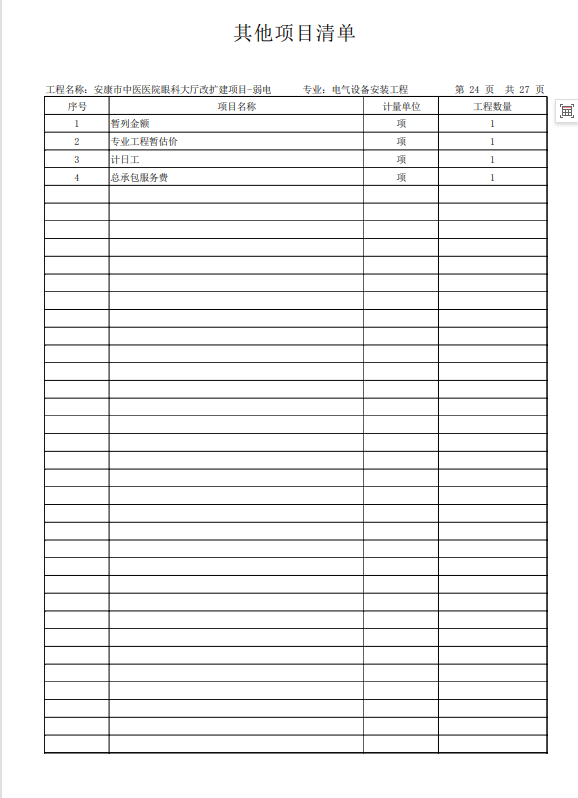 其他项目清单
工程名称：安康市中医医院眼科大厅改扩建项目-弱电 专业：电气设备安装工程 第 24 页 共 27 页
序号 项目名称 计量单位 工程数量
1 暂列金额 项 1
2 专业工程暂估价 项 1
3 计日工 项 1
4 总承包服务费 项 1